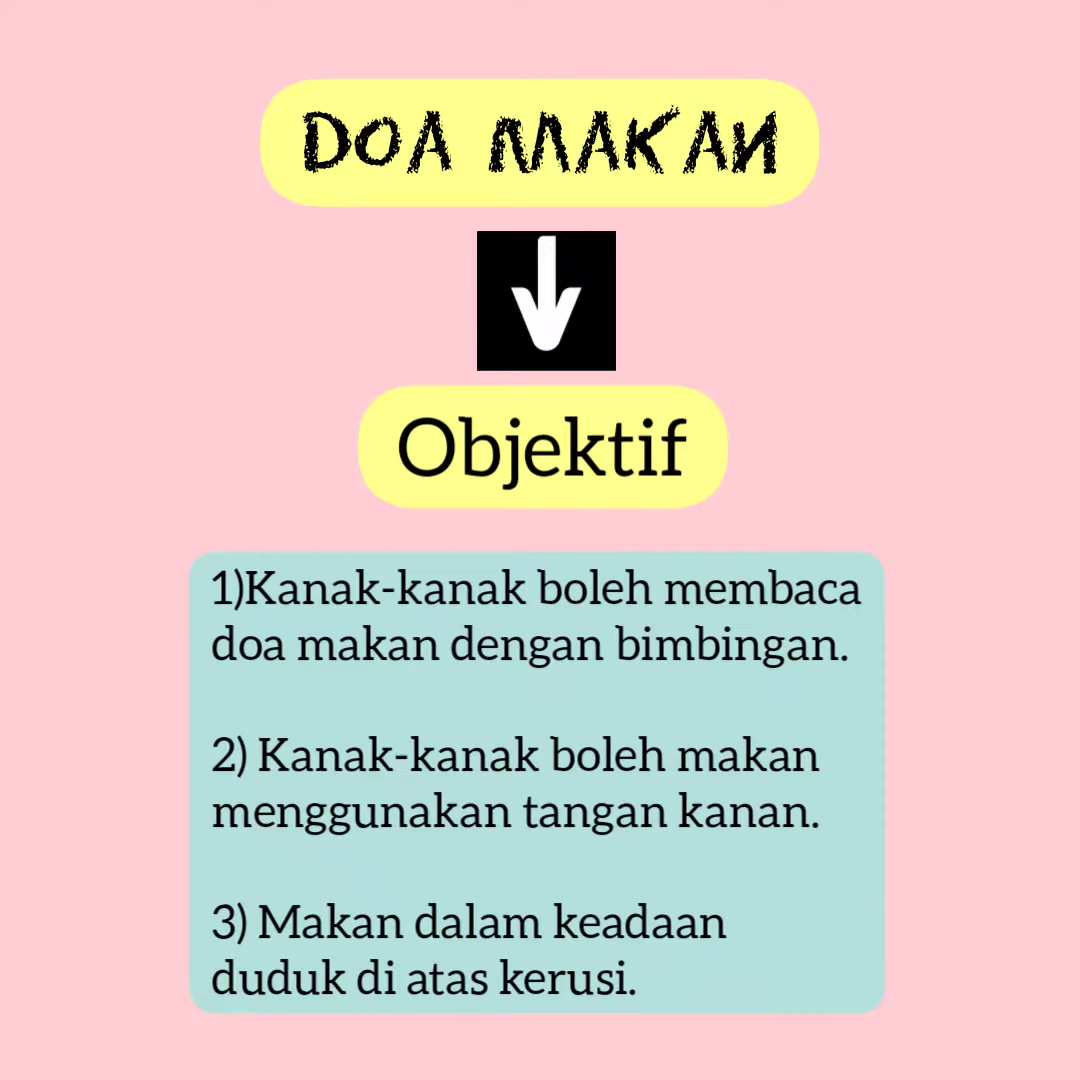 DOA MAKAN
Objektif
1)Kanak-kanak boleh membaca
doa makan dengan bimbingan.
2) Kanak-kanak boleh makan
menggunakan tangan kanan.
3) Makan dalam keadaan
duduk di atas kerusi.